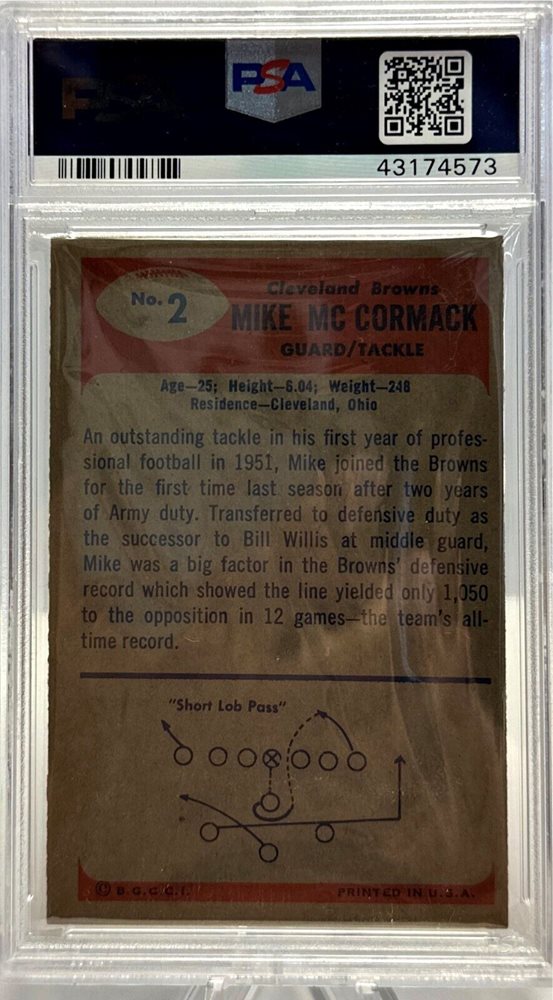 PSA
PSA
43174573
No. 2
Cleveland Browns
MIKE MC CORMACK
GUARD/TACKLE
Age—25; Height—6.04; Weight—248
Residence—Cleveland, Ohio
An outstanding tackle in his first year of profes-
sional football in 1951, Mike joined the Browns
for the first time last season after two years
of Army duty. Transferred to defensive duty as
the successor to Bill Willis at middle guard,
Mike was a big factor in the Browns' defensive
record which showed the line yielded only 1,050
to the opposition in 12 games—the team's all-
time record.
"Short Lob Pass"
© B.G.C.C.I.
PRINTED IN U.S.A.